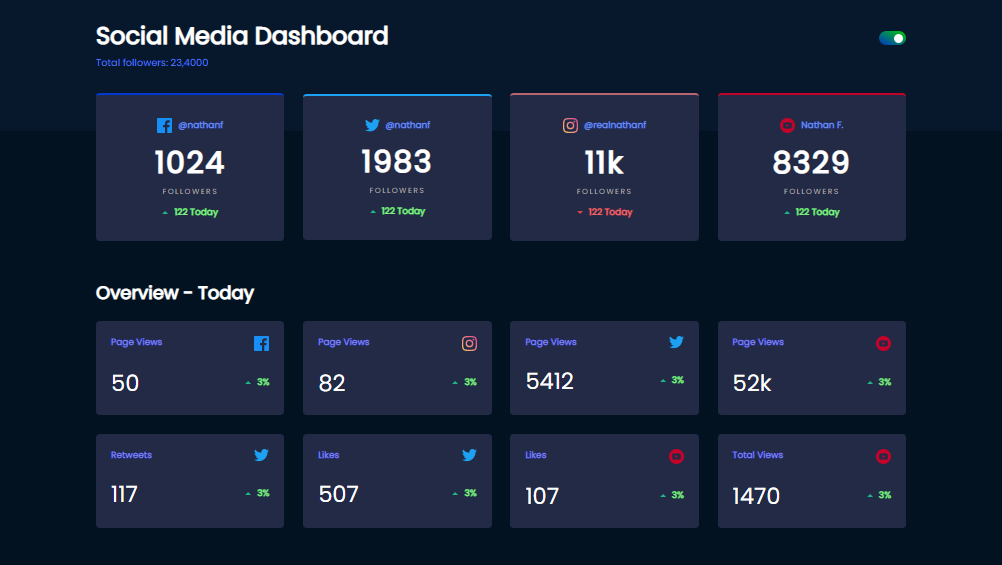 Social Media Dashboard
Total followers: 23,4000
@nathanf
1024
FOLLOWERS
122 Today
@nathanf
1983
FOLLOWERS
122 Today
@realnathanf
11k
FOLLOWERS
122 Today
Nathan F.
8329
FOLLOWERS
122 Today
Overview - Today
Page Views
50
3%
Page Views
82
3%
Page Views
5412
3%
Page Views
52k
3%
Retweets
117
3%
Likes
507
3%
Likes
107
3%
Total Views
1470
3%